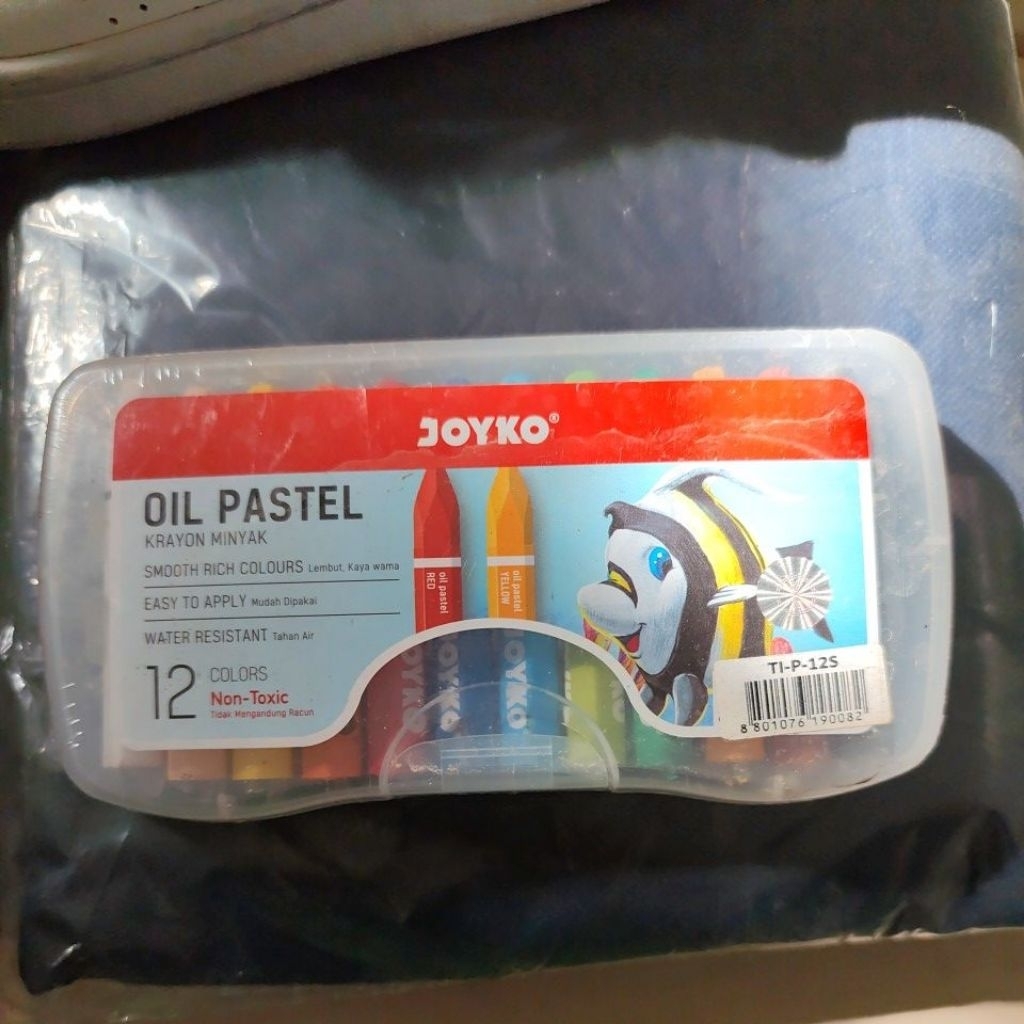 JOYKO®
OIL PASTEL
KRAYON MINYAK
SMOOTH RICH COLOURS Lembut, Kaya warna
EASY TO APPLY Mudah Dipakai
WATER RESISTANT Tahan Air
12 COLORS
Non-Toxic
Tidak Mengandung Racun
oil pastel
RED
oil pastel
YELLOW
JOYKO
JOYKO
JOYKO
TI-P-12S
8 801076 190082